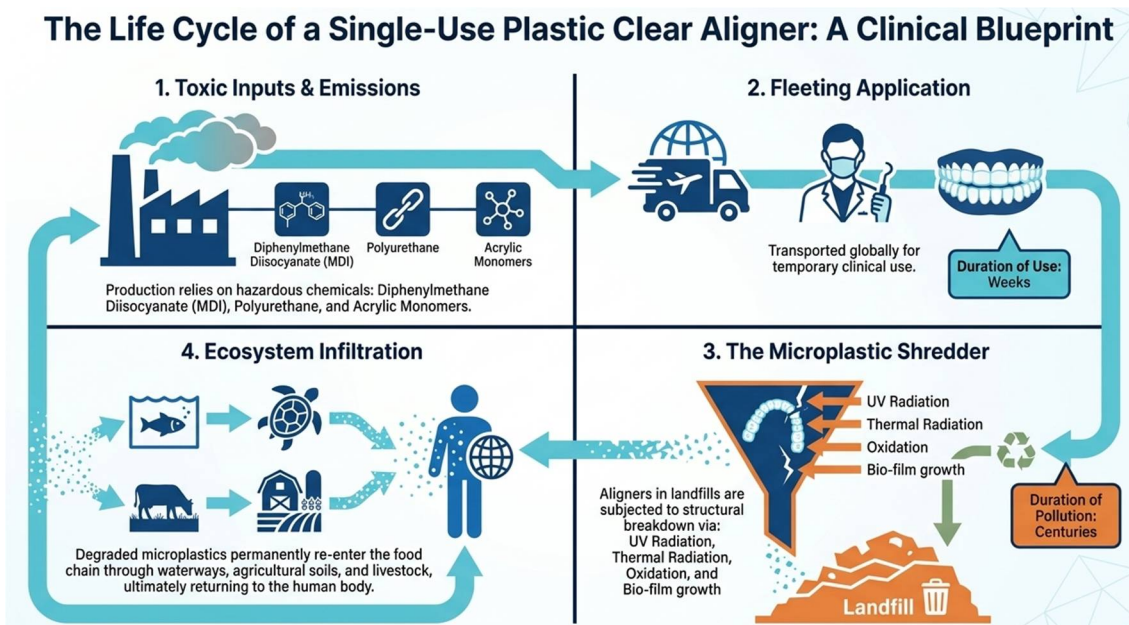 The Life Cycle of a Single-Use Plastic Clear Aligner: A Clinical Blueprint
1. Toxic Inputs & Emissions
Diphenylmethane
Diisocyanate (MDI)
Polyurethane
Acrylic
Monomers
Production relies on hazardous chemicals: Diphenylmethane
Diisocyanate (MDI), Polyurethane, and Acrylic Monomers.
2. Fleeting Application
Transported globally for
temporary clinical use.
Duration of Use:
Weeks
3. The Microplastic Shredder
UV Radiation
Thermal Radiation
Oxidation
Bio-film growth
Aligners in landfills are
subjected to structural
breakdown via:
UV Radiation,
Thermal Radiation,
Oxidation, and
Bio-film growth
Duration of
Pollution:
Centuries
Landfill
4. Ecosystem Infiltration
Degraded microplastics permanently re-enter the food
chain through waterways, agricultural soils, and livestock,
ultimately returning to the human body.